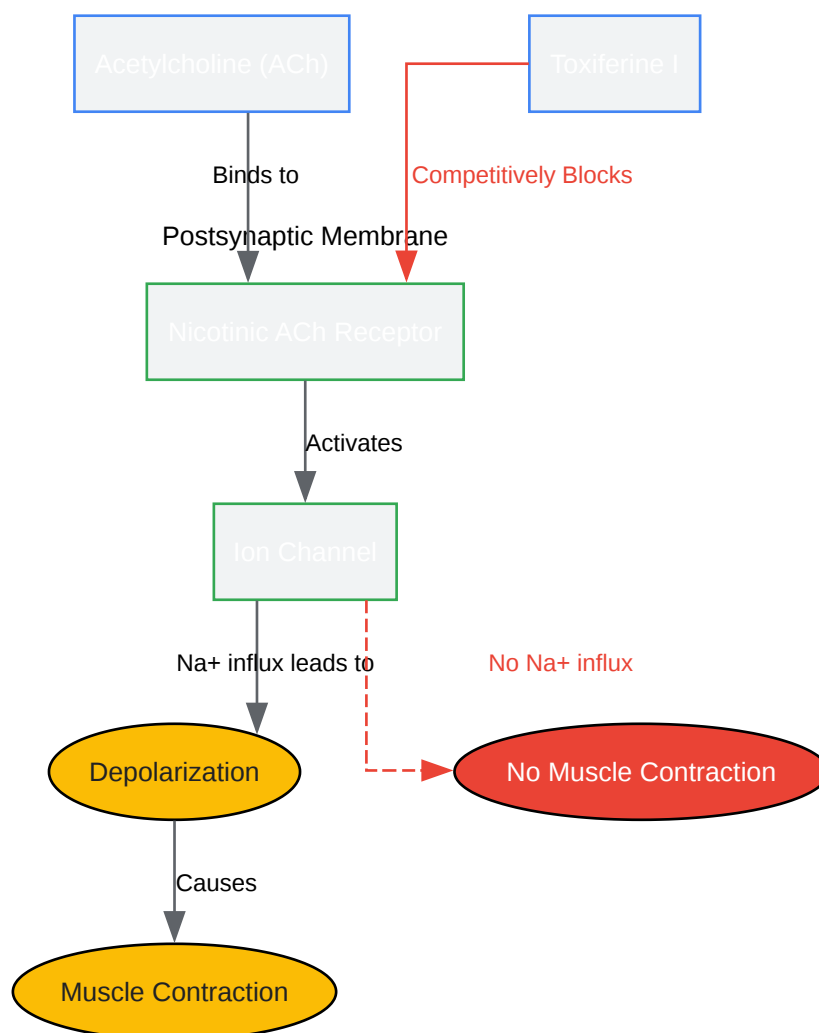 Acetylcholine (ACh)
Toxiferine I
Binds to
Competitively Blocks
Postsynaptic Membrane
Nicotinic ACh Receptor
Activates
Ion Channel
Na+ influx leads to
No Na+ influx
Depolarization
No Muscle Contraction
Causes
Muscle Contraction